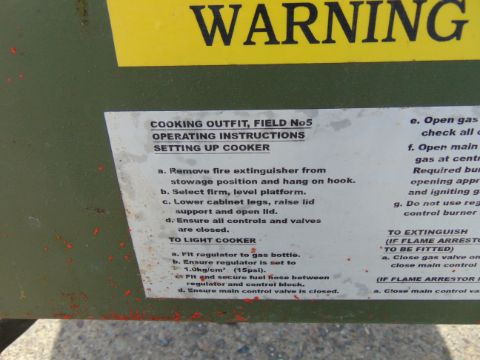 WARNING
COOKING OUTFIT, FIELD No5
OPERATING INSTRUCTIONS
SETTING UP COOKER
a. Remove fire extinguisher from
stowage position and hang on hook.
b. Select firm, level platform.
c. Lower cabinet legs, raise lid
support and open lid.
d. Ensure all controls and valves
are closed.
TO LIGHT COOKER
a. Fit regulator to gas bottle.
b. Ensure regulator is set to
1.0kg/cm² (15psi).
c. Fit and secure fuel hose between
regulator and control block.
d. Ensure main control valve is closed.
e. Open gas
check all c
f. Open main
gas at centr
Required bur
opening appr
and igniting g
g. Do not use reg
control burner
TO EXTINGUISH
(IF FLAME ARRESTOR
TO BE FITTED)
a. Close gas valve on
close main control
(IF FLAME ARRESTOR
a. Close main control va